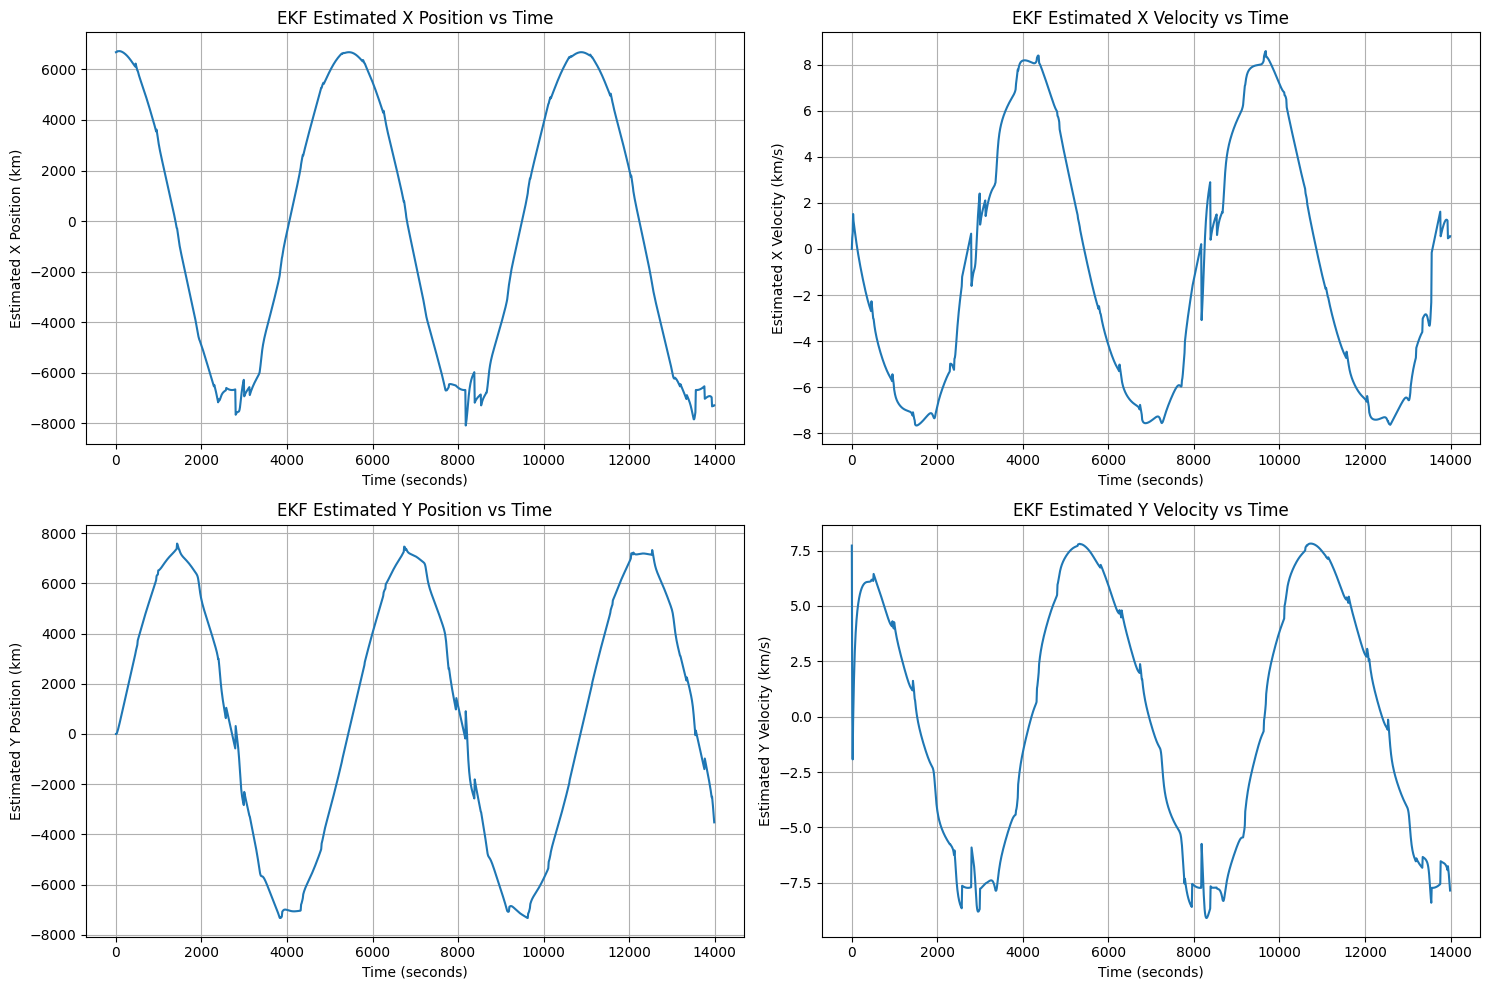 EKF Estimated X Position vs Time
Estimated X Position (km)
6000
4000
2000
0
−2000
−4000
−6000
−8000
0 2000 4000 6000 8000 10000 12000 14000
Time (seconds)
EKF Estimated X Velocity vs Time
Estimated X Velocity (km/s)
8
6
4
2
0
−2
−4
−6
−8
0 2000 4000 6000 8000 10000 12000 14000
Time (seconds)
EKF Estimated Y Position vs Time
Estimated Y Position (km)
8000
6000
4000
2000
0
−2000
−4000
−6000
−8000
0 2000 4000 6000 8000 10000 12000 14000
Time (seconds)
EKF Estimated Y Velocity vs Time
Estimated Y Velocity (km/s)
7.5
5.0
2.5
0.0
−2.5
−5.0
−7.5
0 2000 4000 6000 8000 10000 12000 14000
Time (seconds)